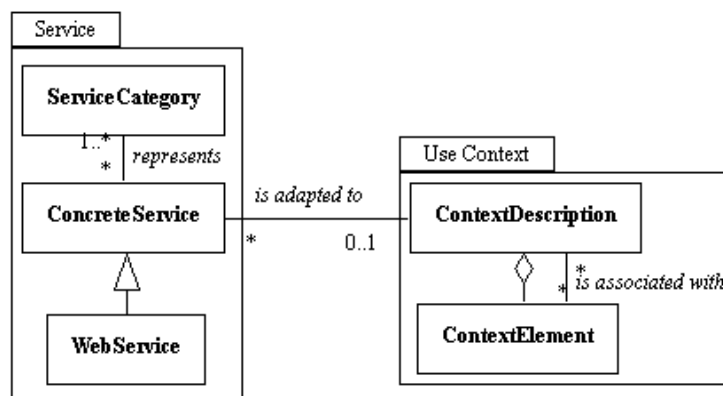 Service
ServiceCategory
1..*
*
represents
ConcreteService
WebService
is adapted to
*
0..1
Use Context
ContextDescription
*
*
is associated with
ContextElement